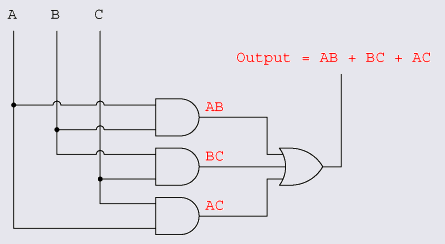 A B C
Output = AB + BC + AC
AB
BC
AC